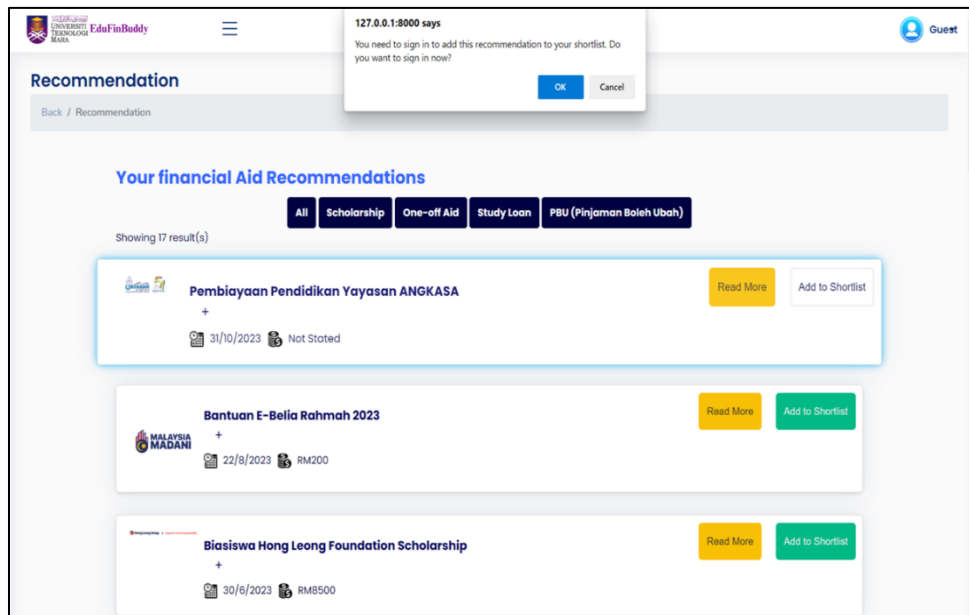 UNIVERSITI
TEKNOLOGI
MARA
EduFinBuddy
127.0.0.1:8000 says
You need to sign in to add this recommendation to your shortlist. Do
you want to sign in now?
OK
Cancel
Guest
Recommendation
Back / Recommendation
Your financial Aid Recommendations
All
Scholarship
One-off Aid
Study Loan
PBU (Pinjaman Boleh Ubah)
Showing 17 result(s)
Pembiayaan Pendidikan Yayasan ANGKASA
+
31/10/2023 Not Stated
Read More
Add to Shortlist
MALAYSIA
MADANI
Bantuan E-Belia Rahmah 2023
+
22/8/2023 RM200
Read More
Add to Shortlist
Biasiswa Hong Leong Foundation Scholarship
+
30/6/2023 RM8500
Read More
Add to Shortlist